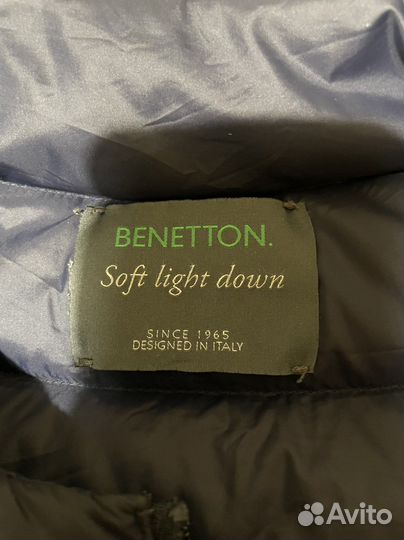 BENETTON.
Soft light down
SINCE 1965
DESIGNED IN ITALY
Avito